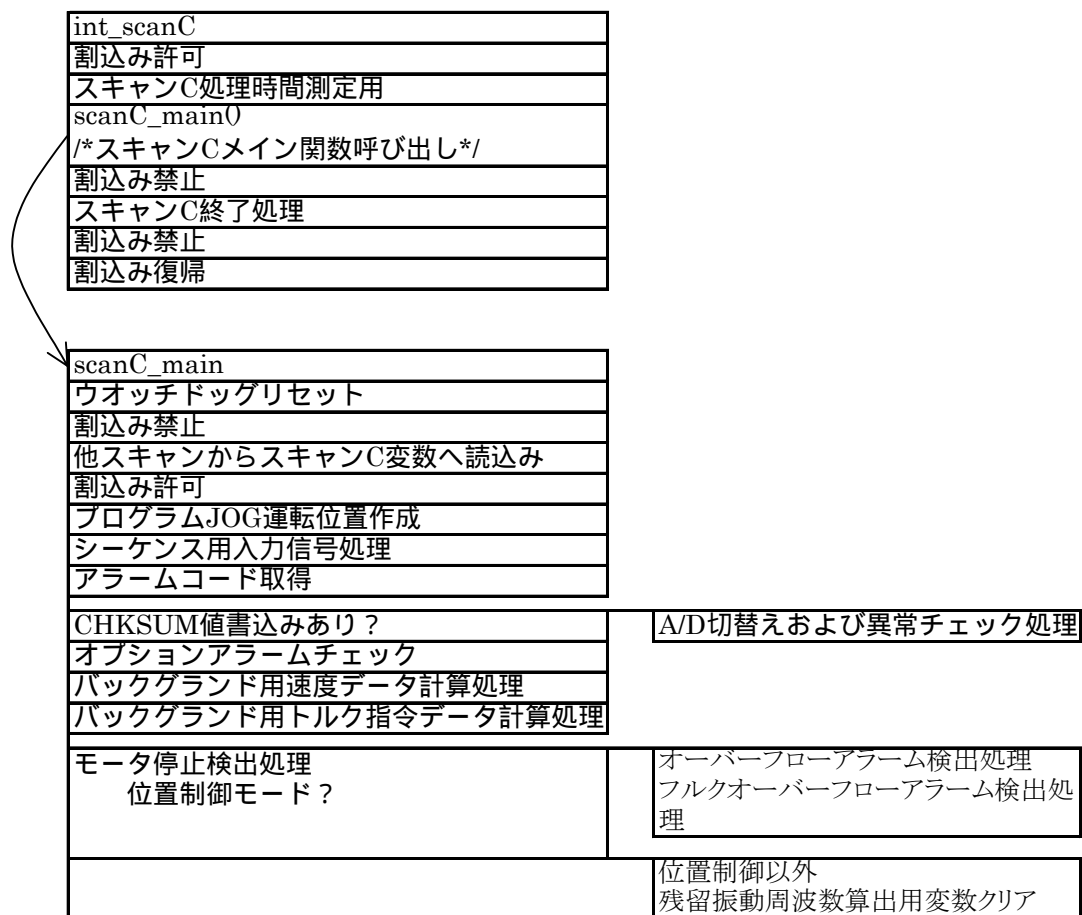 int_scanC
割込み許可
スキャンC処理時間測定用
scanC_main()
/*スキャンCメイン関数呼び出し*/
割込み禁止
スキャンC終了処理
割込み禁止
割込み復帰
scanC_main
ウオッチドッグリセット
割込み禁止
他スキャンからスキャンC変数へ読込み
割込み許可
プログラムJOG運転位置作成
シーケンス用入力信号処理
アラームコード取得
CHKSUM値書込みあり？
A/D切替えおよび異常チェック処理
オプションアラームチェック
バックグランド用速度データ計算処理
バックグランド用トルク指令データ計算処理
モータ停止検出処理
位置制御モード？
オーバーフローアラーム検出処理
フルクオーバーフローアラーム検出処
理
位置制御以外
残留振動周波数算出用変数クリア